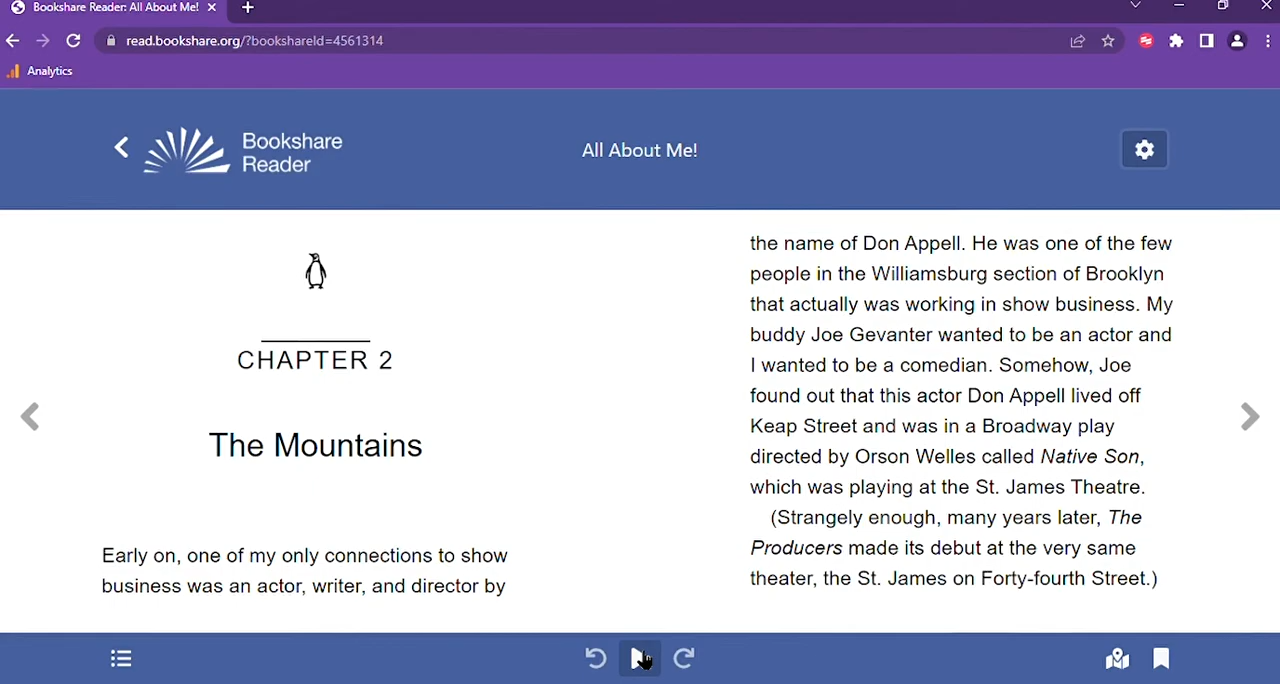 Bookshare Reader: All About Me!
read.bookshare.org/?bookshareId=4561314
Analytics
Bookshare
Reader
All About Me!
CHAPTER 2
The Mountains
Early on, one of my only connections to show
business was an actor, writer, and director by
the name of Don Appell. He was one of the few
people in the Williamsburg section of Brooklyn
that actually was working in show business. My
buddy Joe Gevanter wanted to be an actor and
I wanted to be a comedian. Somehow, Joe
found out that this actor Don Appell lived off
Keap Street and was in a Broadway play
directed by Orson Welles called Native Son,
which was playing at the St. James Theatre.
(Strangely enough, many years later, The
Producers made its debut at the very same
theater, the St. James on Forty-fourth Street.)